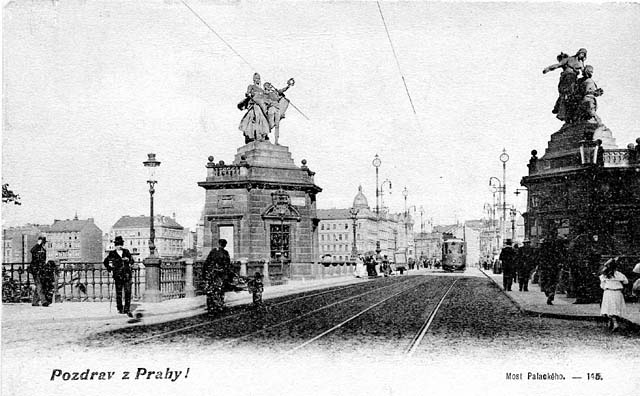 Pozdrav z Prahy!
Most Palackého. — 145.